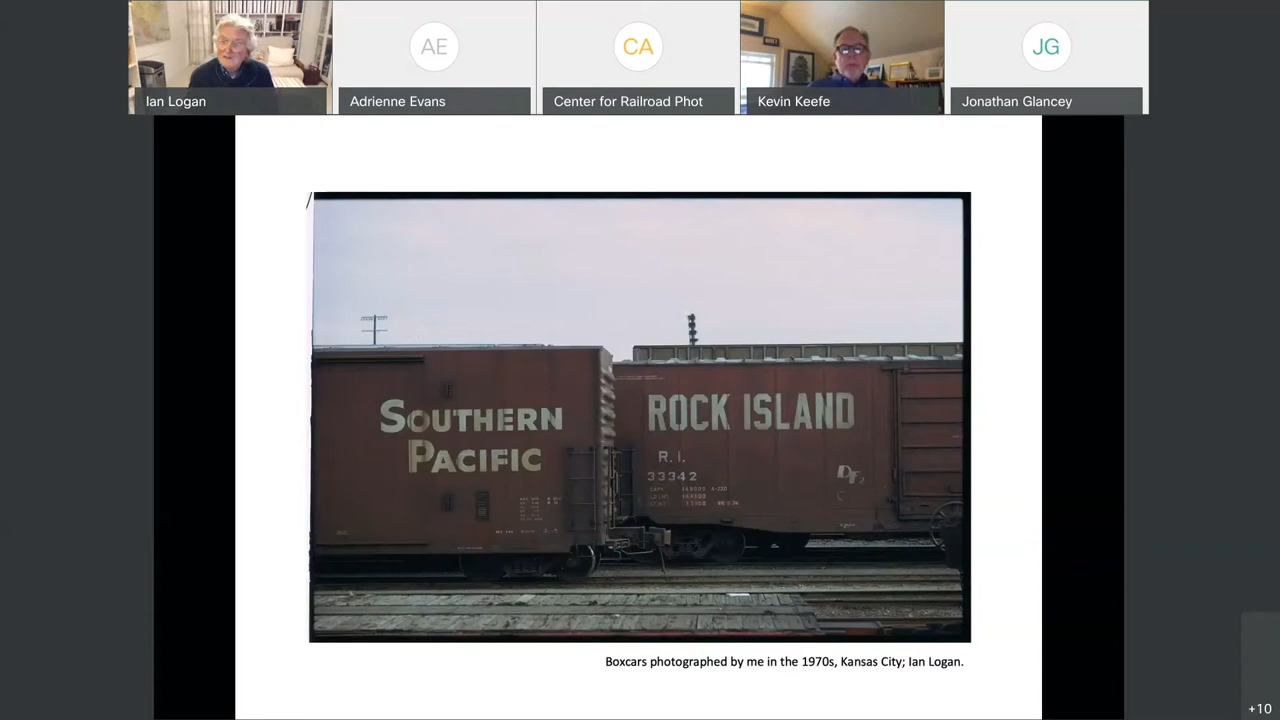 Ian Logan
AE
Adrienne Evans
CA
Center for Railroad Phot
Kevin Keefe
JG
Jonathan Glancey
SOUTHERN
PACIFIC
ROCK ISLAND
R. I.
33342
DF
Boxcars photographed by me in the 1970s, Kansas City; Ian Logan.
+10